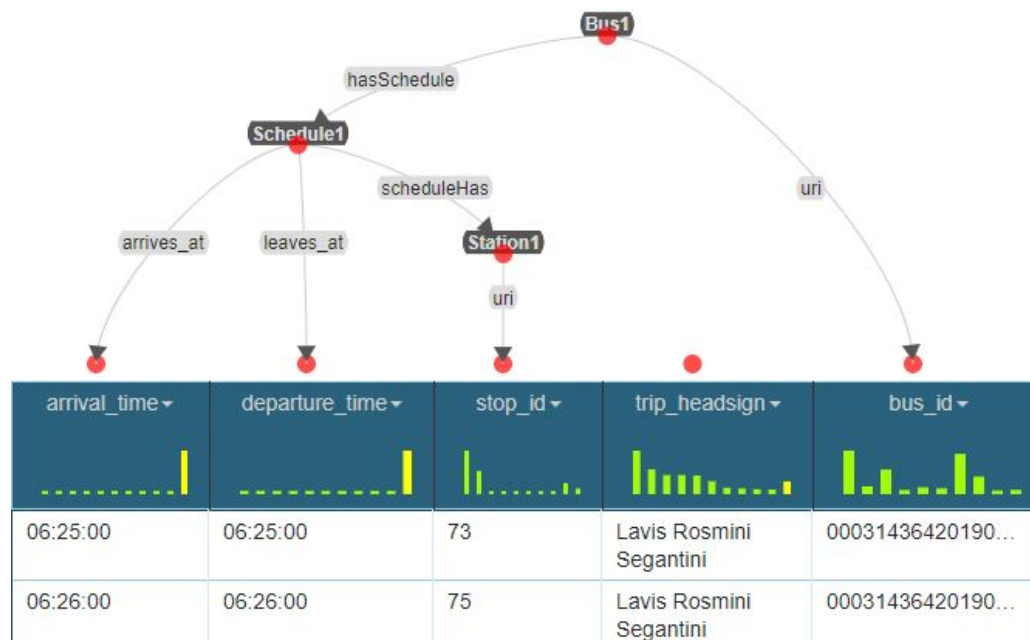 Bus1
hasSchedule
Schedule1
scheduleHas
uri
arrives_at
leaves_at
Station1
uri
arrival_time
departure_time
stop_id
trip_headsign
bus_id
06:25:00
06:25:00
73
Lavis Rosmini
Segantini
00031436420190...
06:26:00
06:26:00
75
Lavis Rosmini
Segantini
00031436420190...